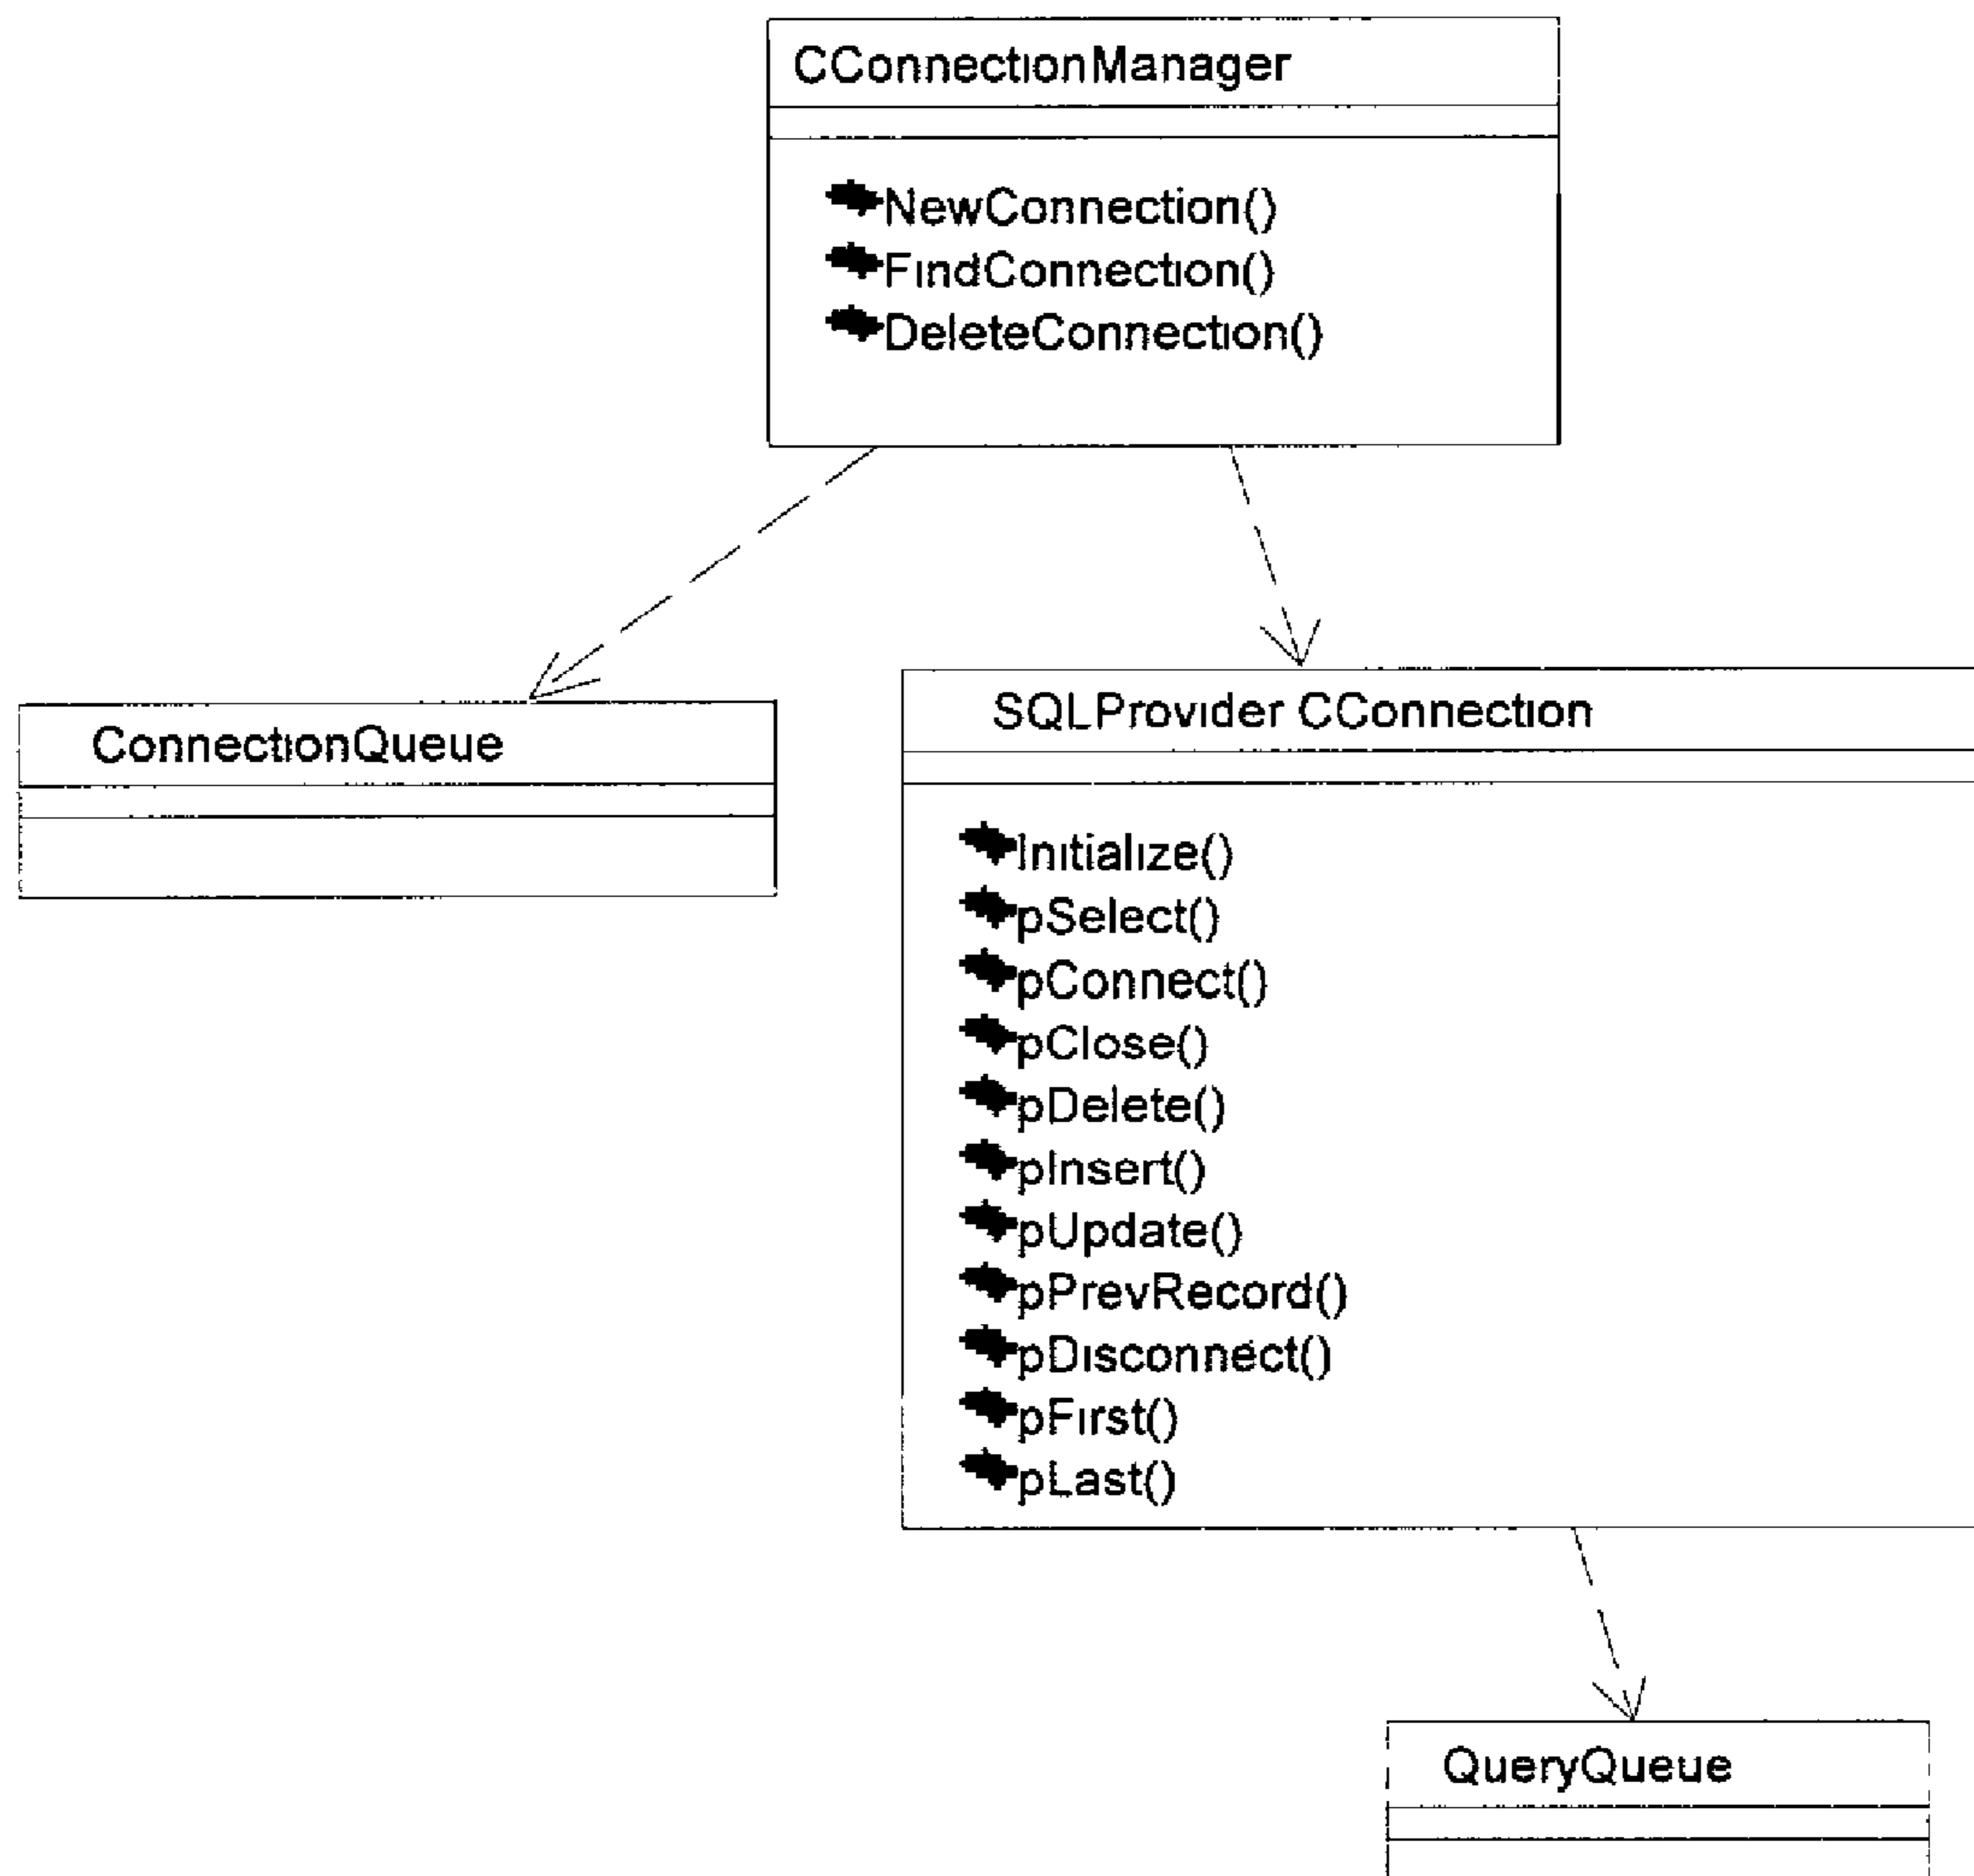 CConnectionManager
NewConnection()
FindConnection()
DeleteConnection()
ConnectionQueue
SQLProvider CConnection
Initialize()
pSelect()
pConnect()
pClose()
pDelete()
pInsert()
pUpdate()
pPrevRecord()
pDisconnect()
pFirst()
pLast()
QueryQueue